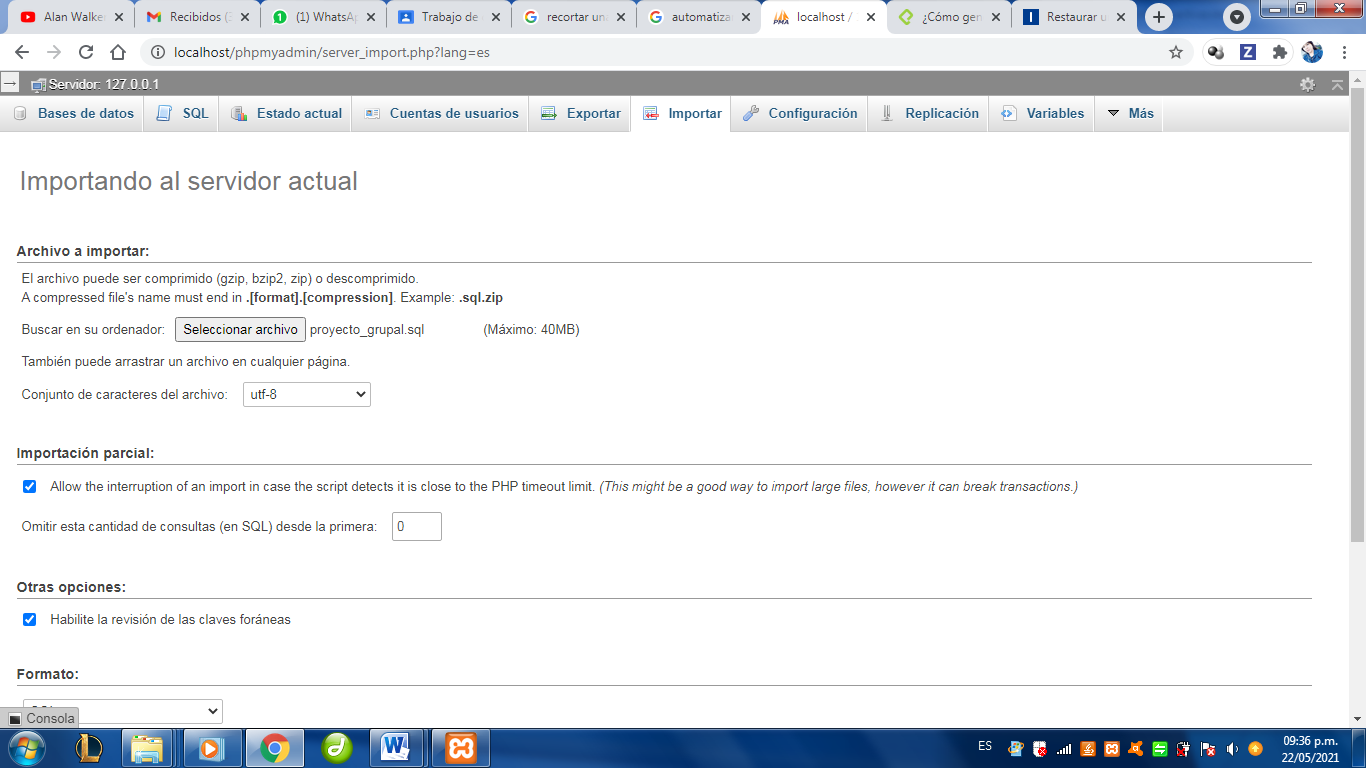 Alan Walke
Recibidos (
(1) WhatsA
Trabajo de
recortar un
automatiza
localhost /
¿Cómo gen
Restaurar u
localhost/phpmyadmin/server_import.php?lang=es
Servidor: 127.0.0.1
Bases de datos
SQL
Estado actual
Cuentas de usuarios
Exportar
Importar
Configuración
Replicación
Variables
Más
Importando al servidor actual
Archivo a importar:
El archivo puede ser comprimido (gzip, bzip2, zip) o descomprimido.
A compressed file's name must end in .[format].[compression]. Example: .sql.zip
Buscar en su ordenador: Seleccionar archivo proyecto_grupal.sql (Máximo: 40MB)
También puede arrastrar un archivo en cualquier página.
Conjunto de caracteres del archivo: utf-8
Importación parcial:
Allow the interruption of an import in case the script detects it is close to the PHP timeout limit. (This might be a good way to import large files, however it can break transactions.)
Omitir esta cantidad de consultas (en SQL) desde la primera: 0
Otras opciones:
Habilite la revisión de las claves foráneas
Formato:
Consola
ES
09:36 p.m.
22/05/2021